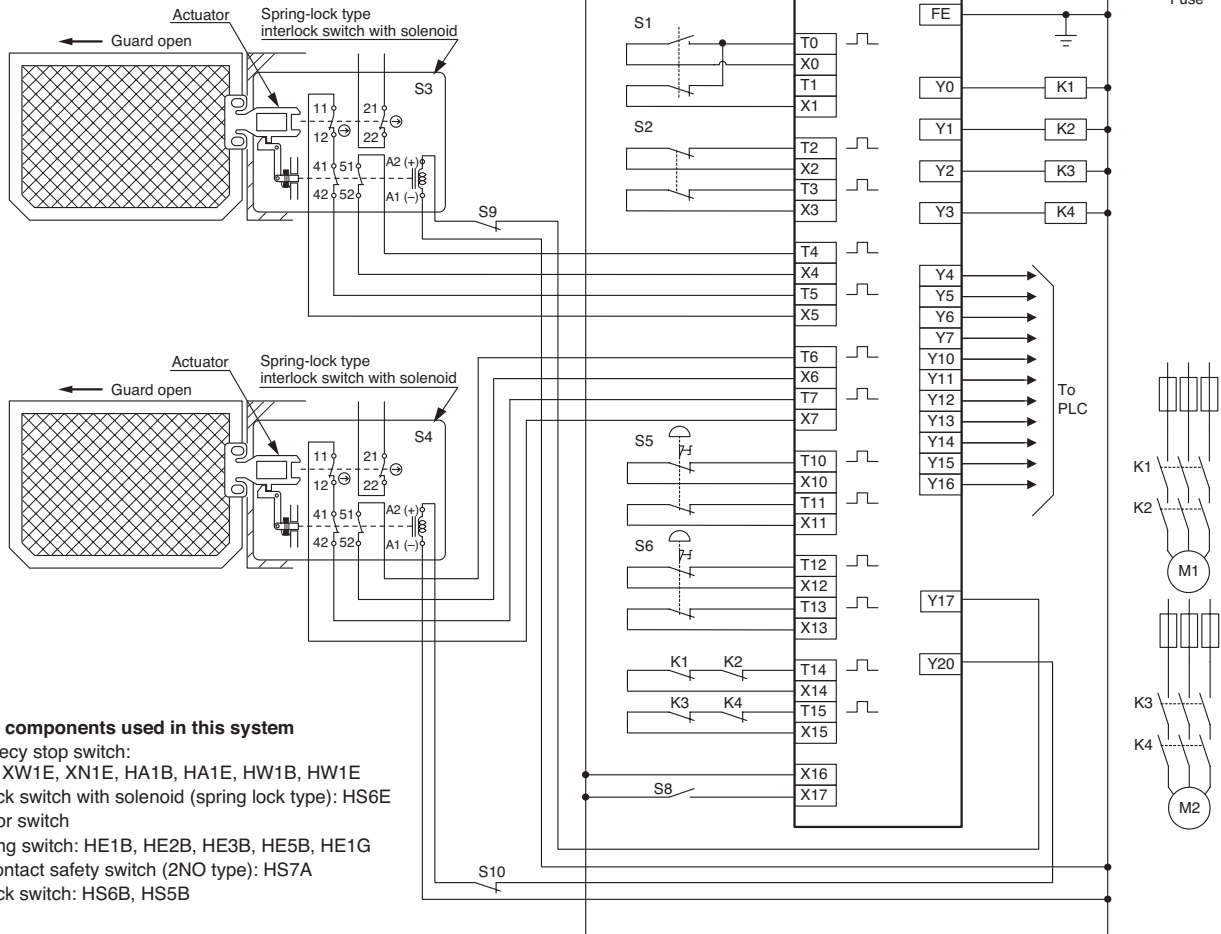 Fuse
Actuator
Spring-lock type
interlock switch with solenoid
Guard open
S3
11
21
12
22
41 51
A2 (+)
42 52
A1 (–)
S9
S1
S2
T0
X0
T1
X1
T2
X2
T3
X3
T4
X4
T5
X5
T6
X6
T7
X7
T10
X10
T11
X11
T12
X12
T13
X13
T14
X14
T15
X15
X16
X17
FE
Y0
K1
Y1
K2
Y2
K3
Y3
K4
Y4
Y5
Y6
Y7
Y10
Y11
Y12
Y13
Y14
Y15
Y16
To
PLC
Y17
Y20
Actuator
Spring-lock type
interlock switch with solenoid
Guard open
S4
11
21
12
22
41 51
A2 (+)
42 52
A1 (–)
S5
S6
K1 K2
K3 K4
S8
S10
K1
K2
M1
K3
K4
M2
components used in this system
ecy stop switch:
XW1E, XN1E, HA1B, HA1E, HW1B, HW1E
ck switch with solenoid (spring lock type): HS6E
or switch
ng switch: HE1B, HE2B, HE3B, HE5B, HE1G
ontact safety switch (2NO type): HS7A
ck switch: HS6B, HS5B